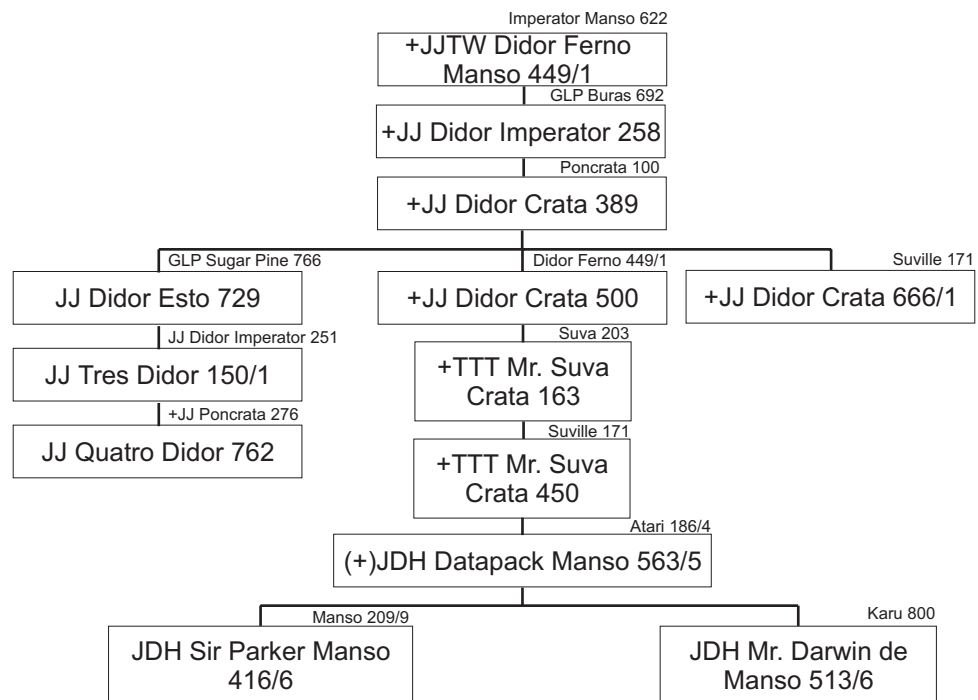 Imperator Manso 622
+JJTW Didor Ferno
Manso 449/1
GLP Buras 692
+JJ Didor Imperator 258
Poncrata 100
+JJ Didor Crata 389
GLP Sugar Pine 766
Didor Ferno 449/1
Suville 171
JJ Didor Esto 729
+JJ Didor Crata 500
+JJ Didor Crata 666/1
JJ Didor Imperator 251
Suva 203
JJ Tres Didor 150/1
+TTT Mr. Suva
Crata 163
+JJ Poncrata 276
Suville 171
JJ Quatro Didor 762
+TTT Mr. Suva
Crata 450
Atari 186/4
(+)JDH Datapack Manso 563/5
Manso 209/9
Karu 800
JDH Sir Parker Manso
416/6
JDH Mr. Darwin de
Manso 513/6